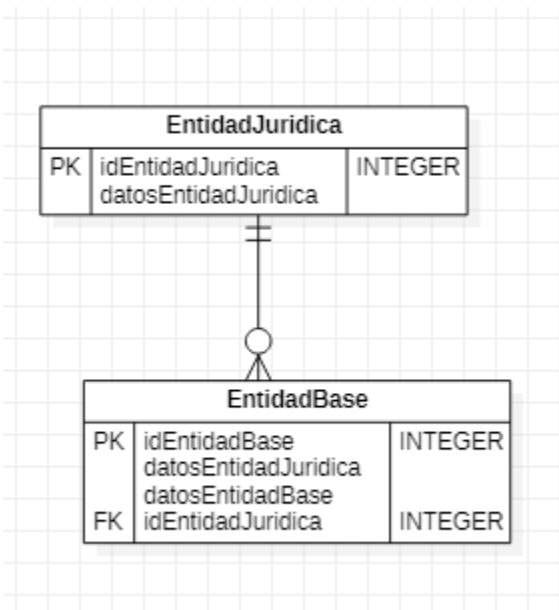 EntidadJuridica
PK idEntidadJuridica INTEGER
datosEntidadJuridica
EntidadBase
PK idEntidadBase INTEGER
datosEntidadJuridica
datosEntidadBase
FK idEntidadJuridica INTEGER